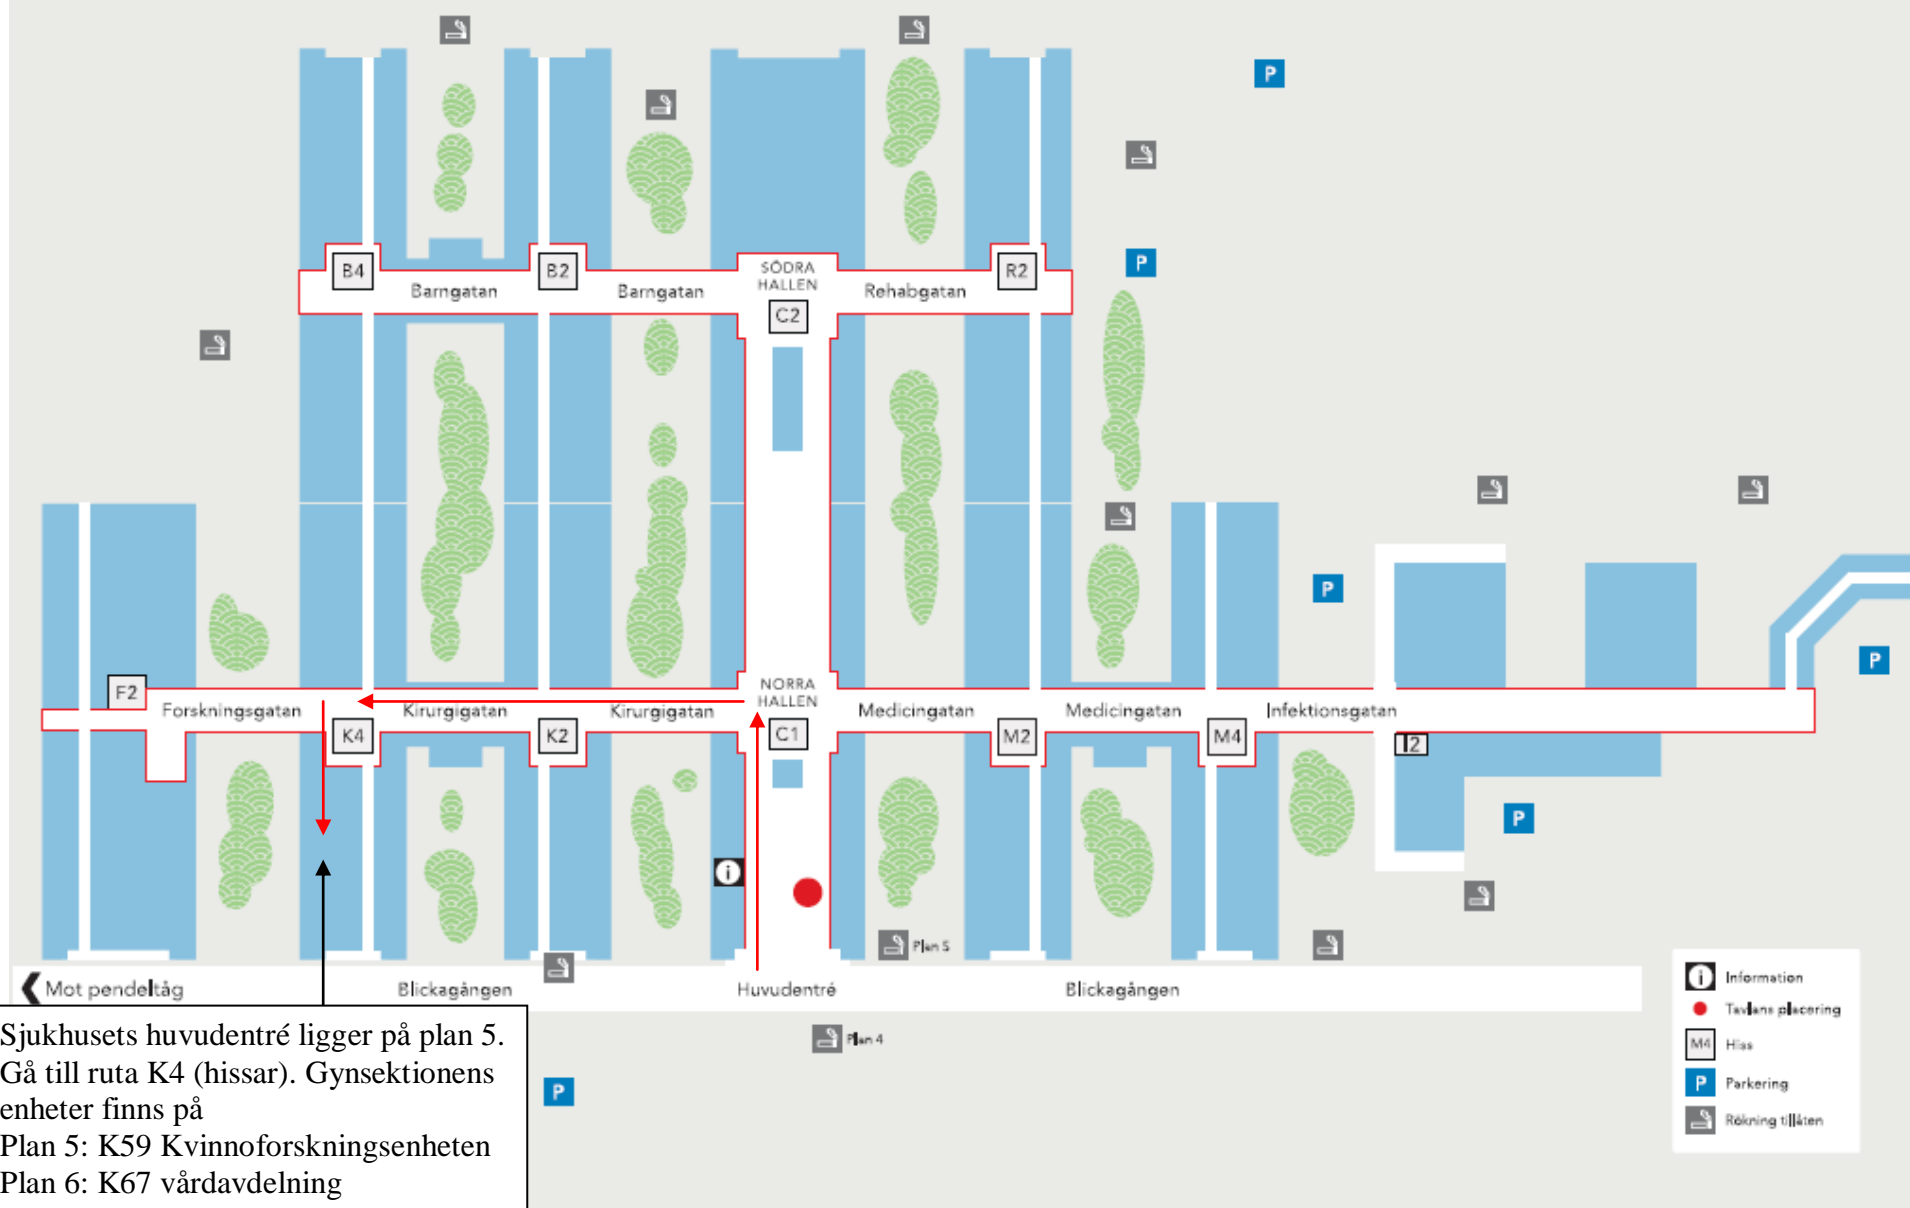 B4
B2
SÖDRA
HALLEN
R2
Barngatan
Barngatan
Rehabgatan
C2
P
P
P
P
P
P
F2
NORRA
HALLEN
Forskningsgatan
Kirurgigatan
Kirurgigatan
Medicingatan
Medicingatan
Infektionsgatan
K4
K2
C1
M2
M4
I2
i
Plan 5
Mot pendeltåg
Blickagången
Huvudentré
Blickagången
Plan 4
Sjukhusets huvudentré ligger på plan 5.
Gå till ruta K4 (hissar). Gynsektionens
enheter finns på
Plan 5: K59 Kvinnoforskningsenheten
Plan 6: K67 vårdavdelning
i Information
Tavlans placering
M4 Hiss
P Parkering
Rökning tillåten